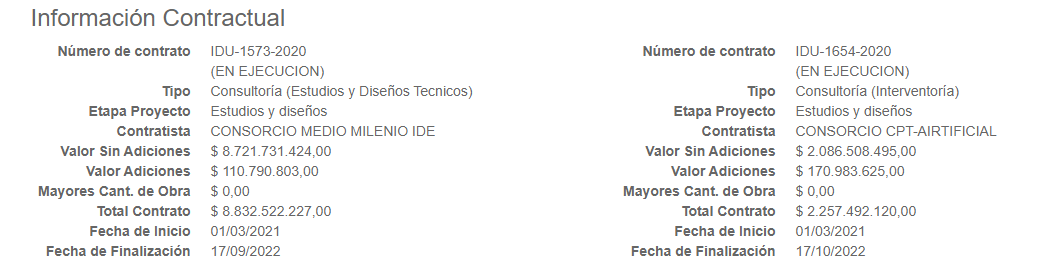 Información Contractual
Número de contrato IDU-1573-2020
(EN EJECUCION)
Tipo Consultoría (Estudios y Diseños Tecnicos)
Etapa Proyecto Estudios y diseños
Contratista CONSORCIO MEDIO MILENIO IDE
Valor Sin Adiciones $ 8.721.731.424,00
Valor Adiciones $ 110.790.803,00
Mayores Cant. de Obra $ 0,00
Total Contrato $ 8.832.522.227,00
Fecha de Inicio 01/03/2021
Fecha de Finalización 17/09/2022
Número de contrato IDU-1654-2020
(EN EJECUCION)
Tipo Consultoría (Interventoría)
Etapa Proyecto Estudios y diseños
Contratista CONSORCIO CPT-AIRTIFICIAL
Valor Sin Adiciones $ 2.086.508.495,00
Valor Adiciones $ 170.983.625,00
Mayores Cant. de Obra $ 0,00
Total Contrato $ 2.257.492.120,00
Fecha de Inicio 01/03/2021
Fecha de Finalización 17/10/2022